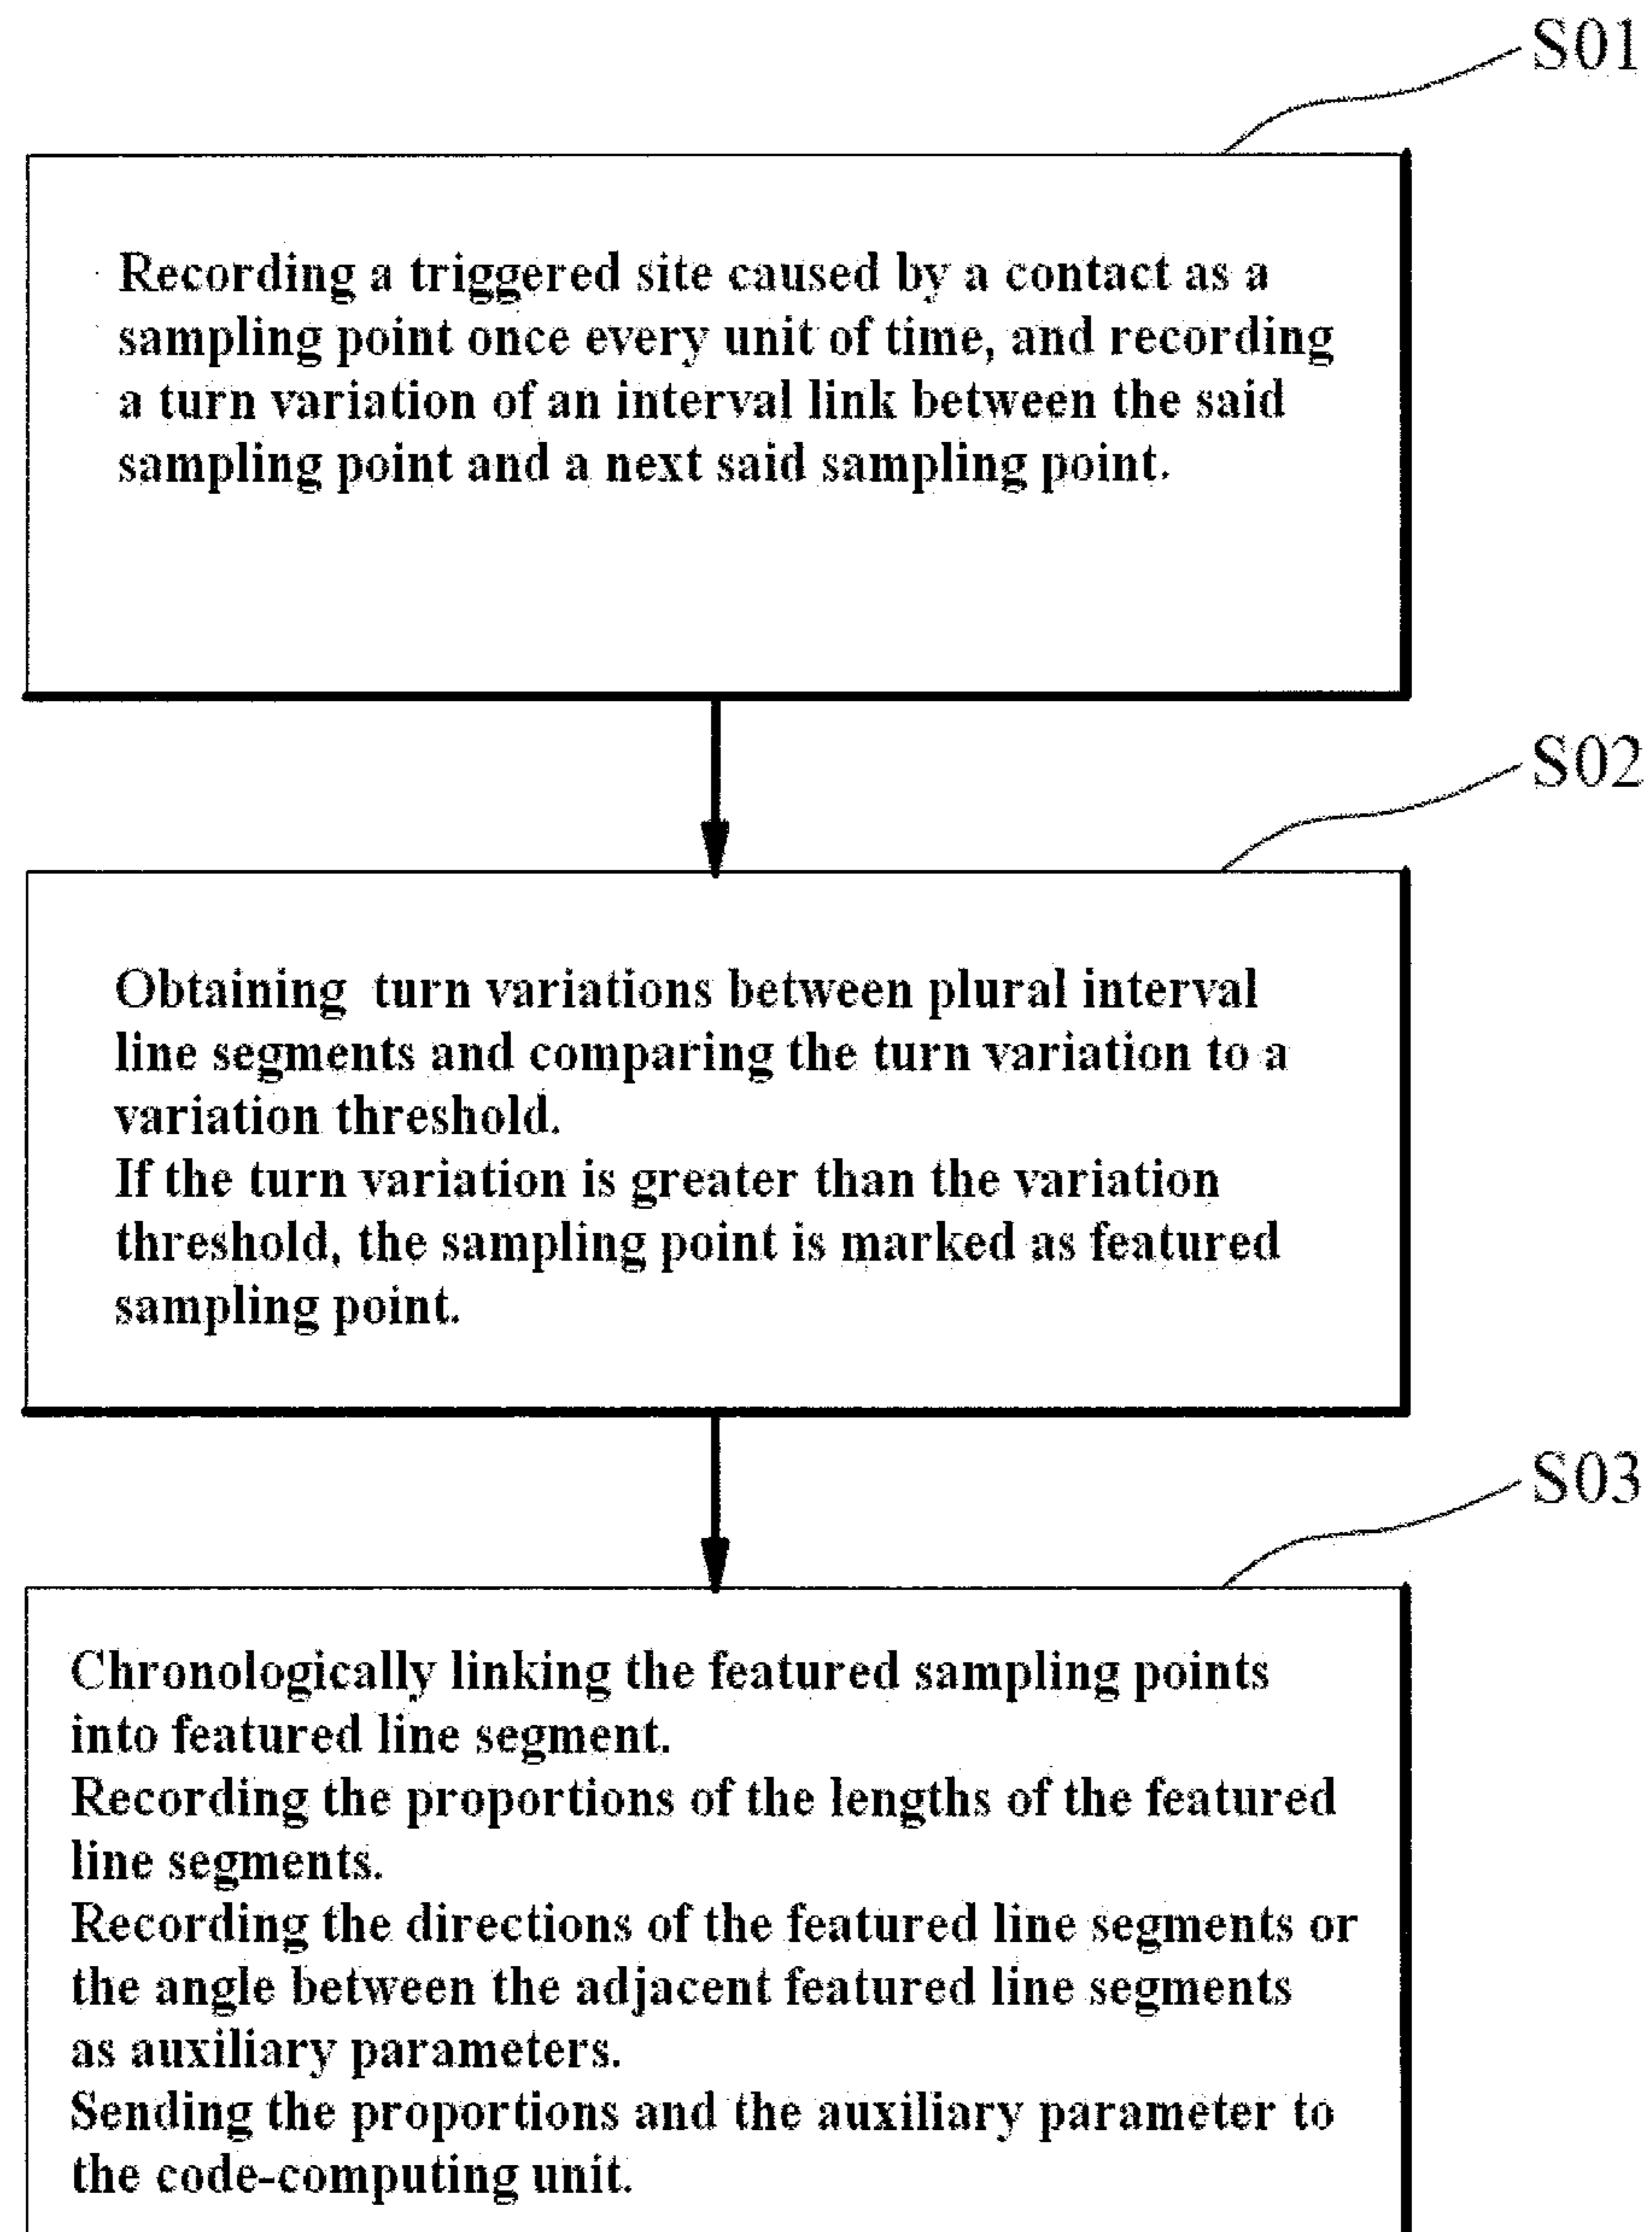 S01
Recording a triggered site caused by a contact as a
sampling point once every unit of time, and recording
a turn variation of an interval link between the said
sampling point and a next said sampling point.
S02
Obtaining turn variations between plural interval
line segments and comparing the turn variation to a
variation threshold.
If the turn variation is greater than the variation
threshold, the sampling point is marked as featured
sampling point.
S03
Chronologically linking the featured sampling points
into featured line segment.
Recording the proportions of the lengths of the featured
line segments.
Recording the directions of the featured line segments or
the angle between the adjacent featured line segments
as auxiliary parameters.
Sending the proportions and the auxiliary parameter to
the code-computing unit.